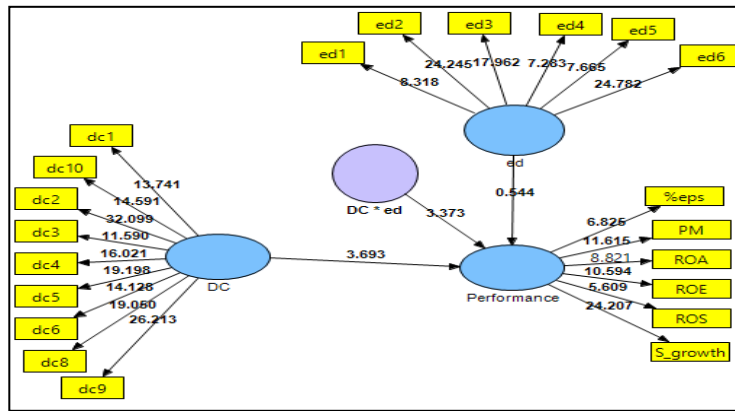 ed2
ed3
ed4
ed5
ed1
ed6
24.245
17.962
7.283
7.665
8.318
24.782
ed
dc1
dc10
dc2
dc3
dc4
dc5
dc6
dc8
dc9
13.741
14.591
32.099
11.590
16.021
19.198
14.128
19.050
26.213
DC
DC * ed
3.373
0.544
3.693
Performance
%eps
PM
ROA
ROE
ROS
S_growth
6.825
11.615
8.821
10.594
5.609
24.207